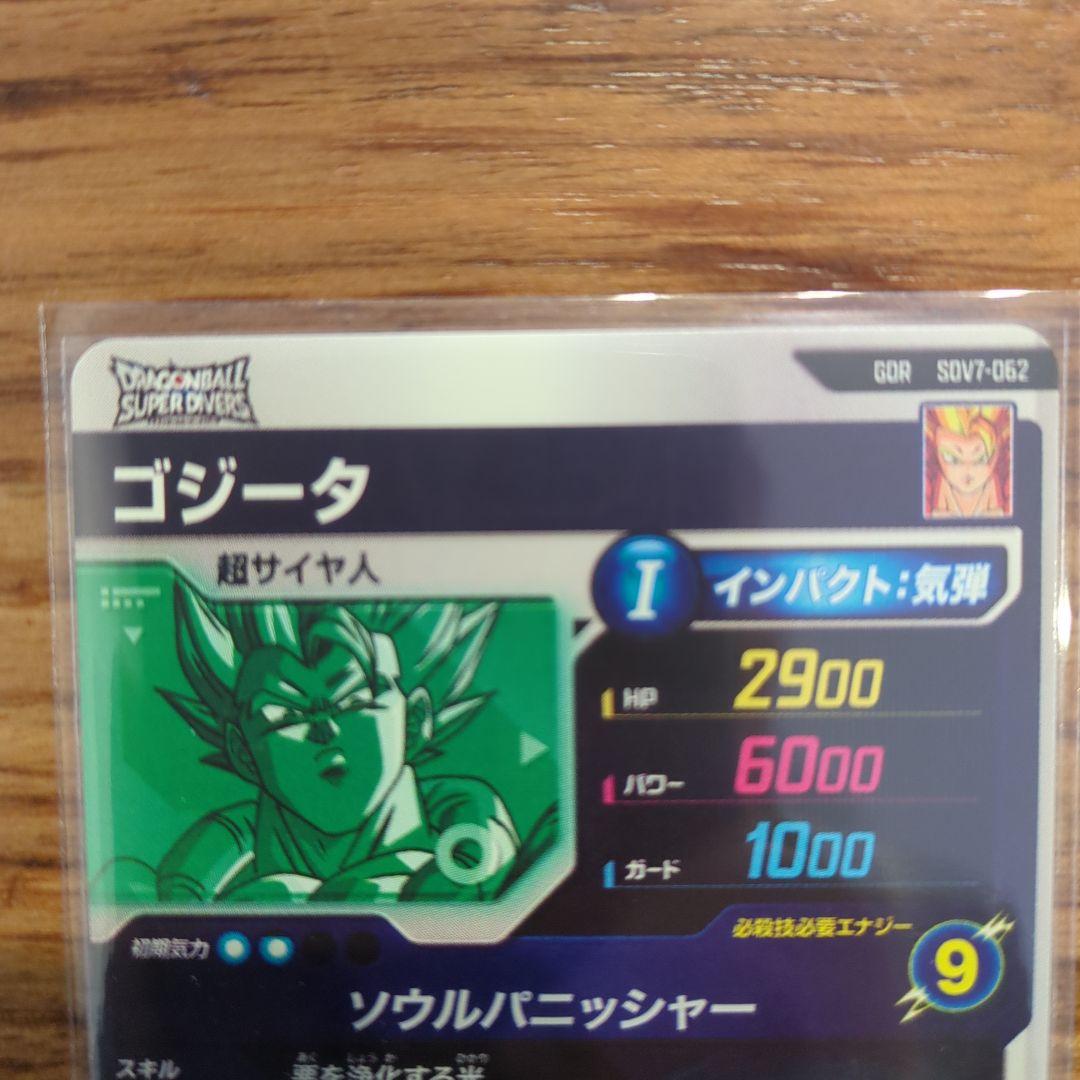 DRAGONBALL
SUPER DIVERS
GDR SDV7-062
ゴジータ
超サイヤ人
I インパクト:気弾
HP 2900
パワー 6000
ガード 1000
初期気力
必殺技必要エナジー
9
ソウルパニッシャー
スキル
悪を浄化する光